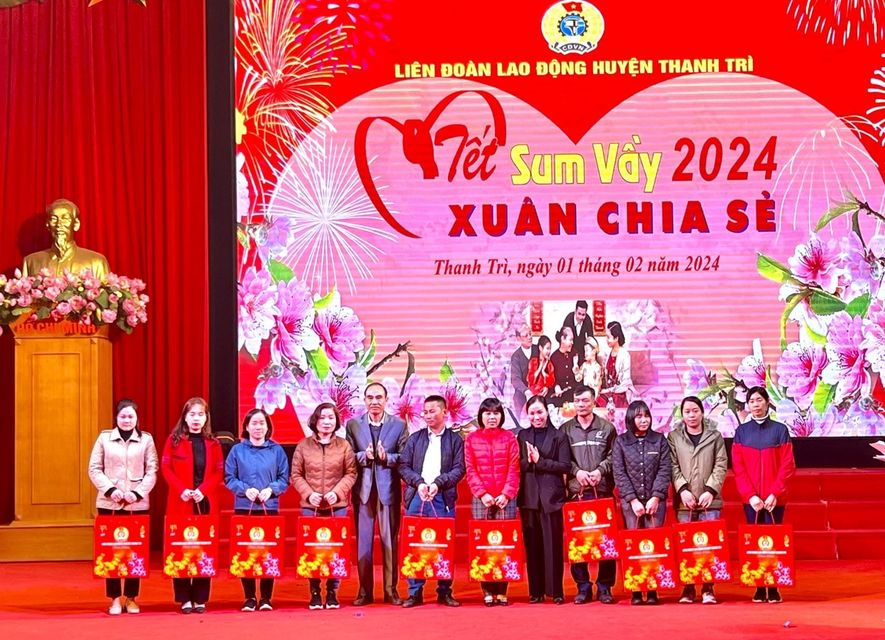 CĐVN
LIÊN ĐOÀN LAO ĐỘNG HUYỆN THANH TRÌ
Tết Sum Vầy 2024
XUÂN CHIA SẺ
Thanh Trì, ngày 01 tháng 02 năm 2024
HỒ CHÍ MINH